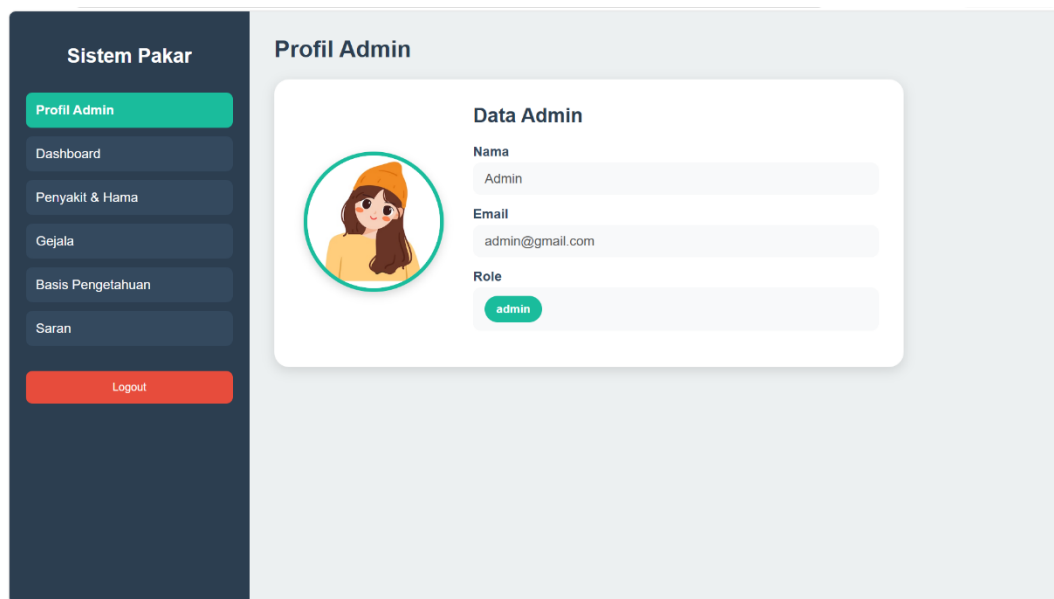 Sistem Pakar
Profil Admin
Dashboard
Penyakit & Hama
Gejala
Basis Pengetahuan
Saran
Logout
Profil Admin
Data Admin
Nama
Admin
Email
admin@gmail.com
Role
admin